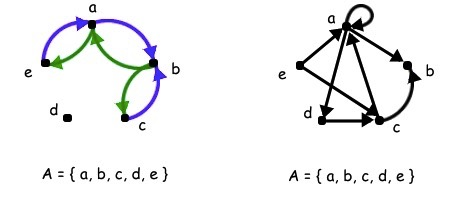 a
e
b
d
c
A = { a, b, c, d, e }
a
e
b
d
c
A = { a, b, c, d, e }